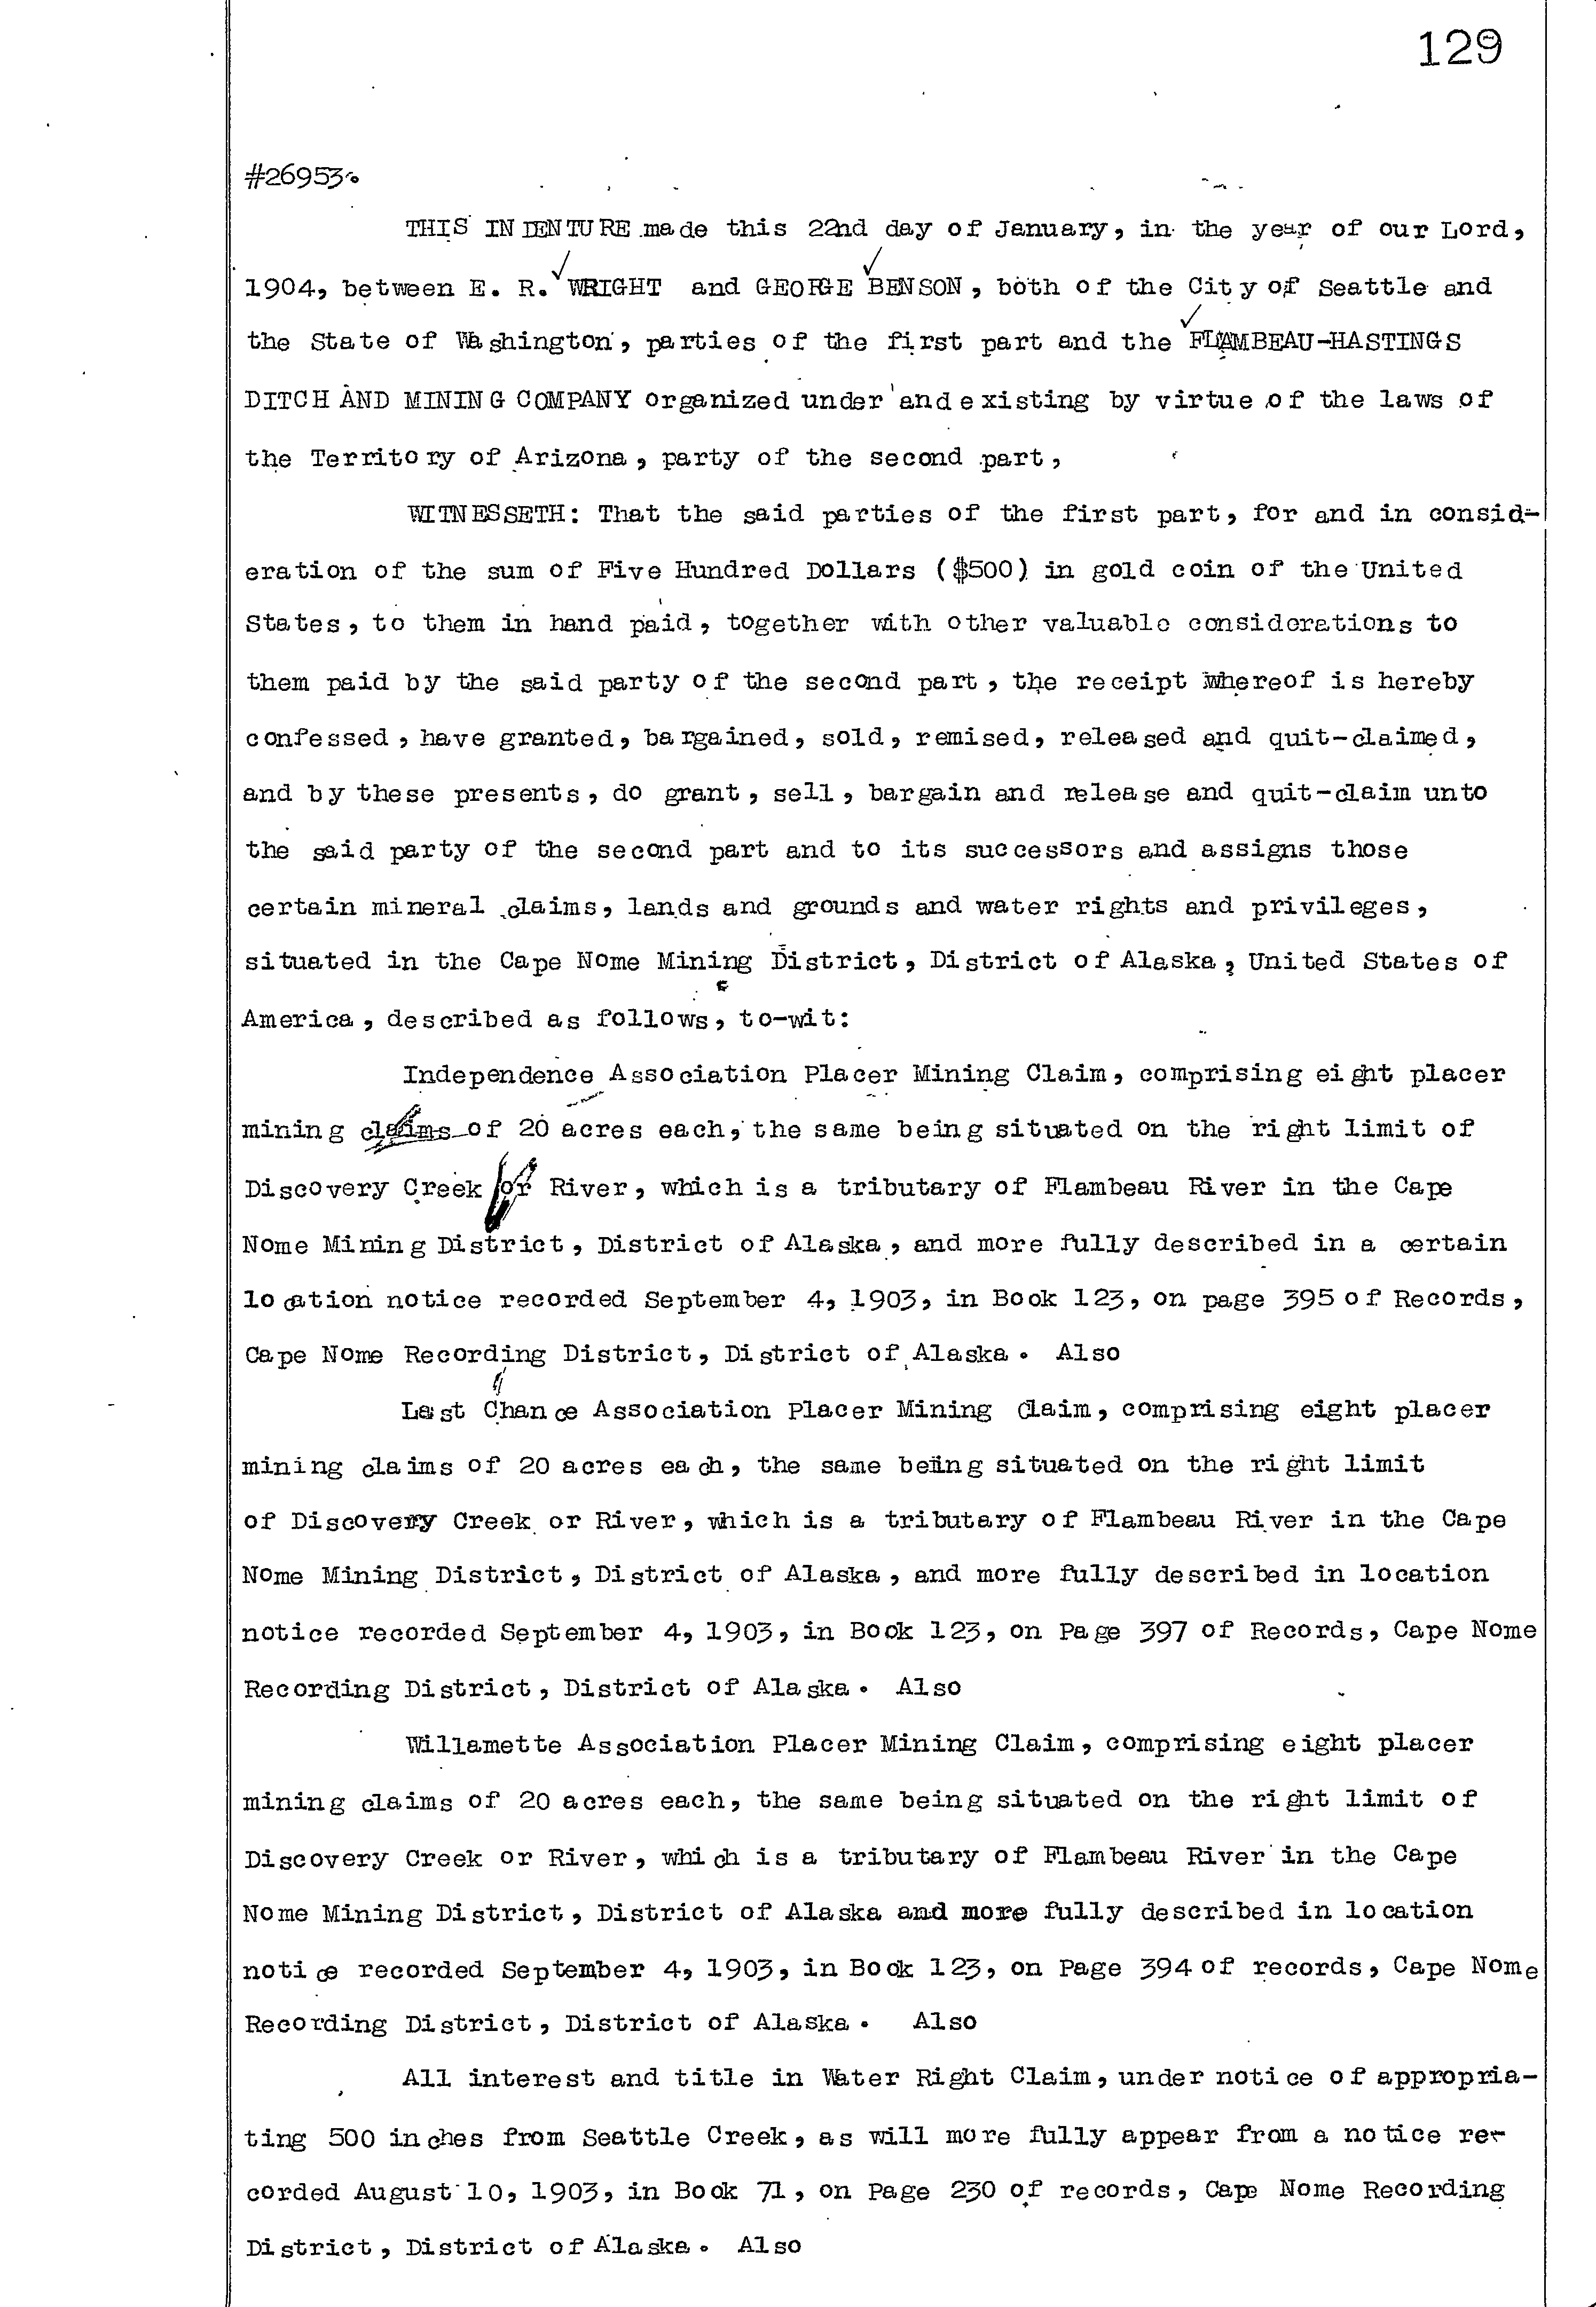 129
#26953.
THIS INDENTURE made this 22nd day of January, in the year of our Lord,
1904, between E. R. WRIGHT and GEORGE BENSON, both of the City of Seattle and
the State of Washington, parties of the first part and the FLAMBEAU-HASTINGS
DITCH AND MINING COMPANY organized under and existing by virtue of the laws of
the Territory of Arizona, party of the second part,
WITNESSETH: That the said parties of the first part, for and in consid-
eration of the sum of Five Hundred Dollars ($500) in gold coin of the United
States, to them in hand paid, together with other valuable considerations to
them paid by the said party of the second part, the receipt whereof is hereby
confessed, have granted, bargained, sold, remised, released and quit-claimed,
and by these presents, do grant, sell, bargain and release and quit-claim unto
the said party of the second part and to its successors and assigns those
certain mineral claims, lands and grounds and water rights and privileges,
situated in the Cape Nome Mining District, District of Alaska, United States of
America, described as follows, to-wit:
Independence Association Placer Mining Claim, comprising eight placer
mining claims of 20 acres each, the same being situated on the right limit of
Discovery Creek or River, which is a tributary of Flambeau River in the Cape
Nome Mining District, District of Alaska, and more fully described in a certain
location notice recorded September 4, 1903, in Book 123, on page 395 of Records,
Cape Nome Recording District, District of Alaska. Also
Last Chance Association Placer Mining Claim, comprising eight placer
mining claims of 20 acres each, the same being situated on the right limit
of Discovery Creek or River, which is a tributary of Flambeau River in the Cape
Nome Mining District, District of Alaska, and more fully described in location
notice recorded September 4, 1903, in Book 123, on Page 397 of Records, Cape Nome
Recording District, District of Alaska. Also
Willamette Association Placer Mining Claim, comprising eight placer
mining claims of 20 acres each, the same being situated on the right limit of
Discovery Creek or River, which is a tributary of Flambeau River in the Cape
Nome Mining District, District of Alaska and more fully described in location
notice recorded September 4, 1903, in Book 123, on Page 394 of records, Cape Nome
Recording District, District of Alaska. Also
All interest and title in Water Right Claim, under notice of appropria-
ting 500 inches from Seattle Creek, as will more fully appear from a notice re-
corded August 10, 1903, in Book 71, on Page 230 of records, Cape Nome Recording
District, District of Alaska. Also